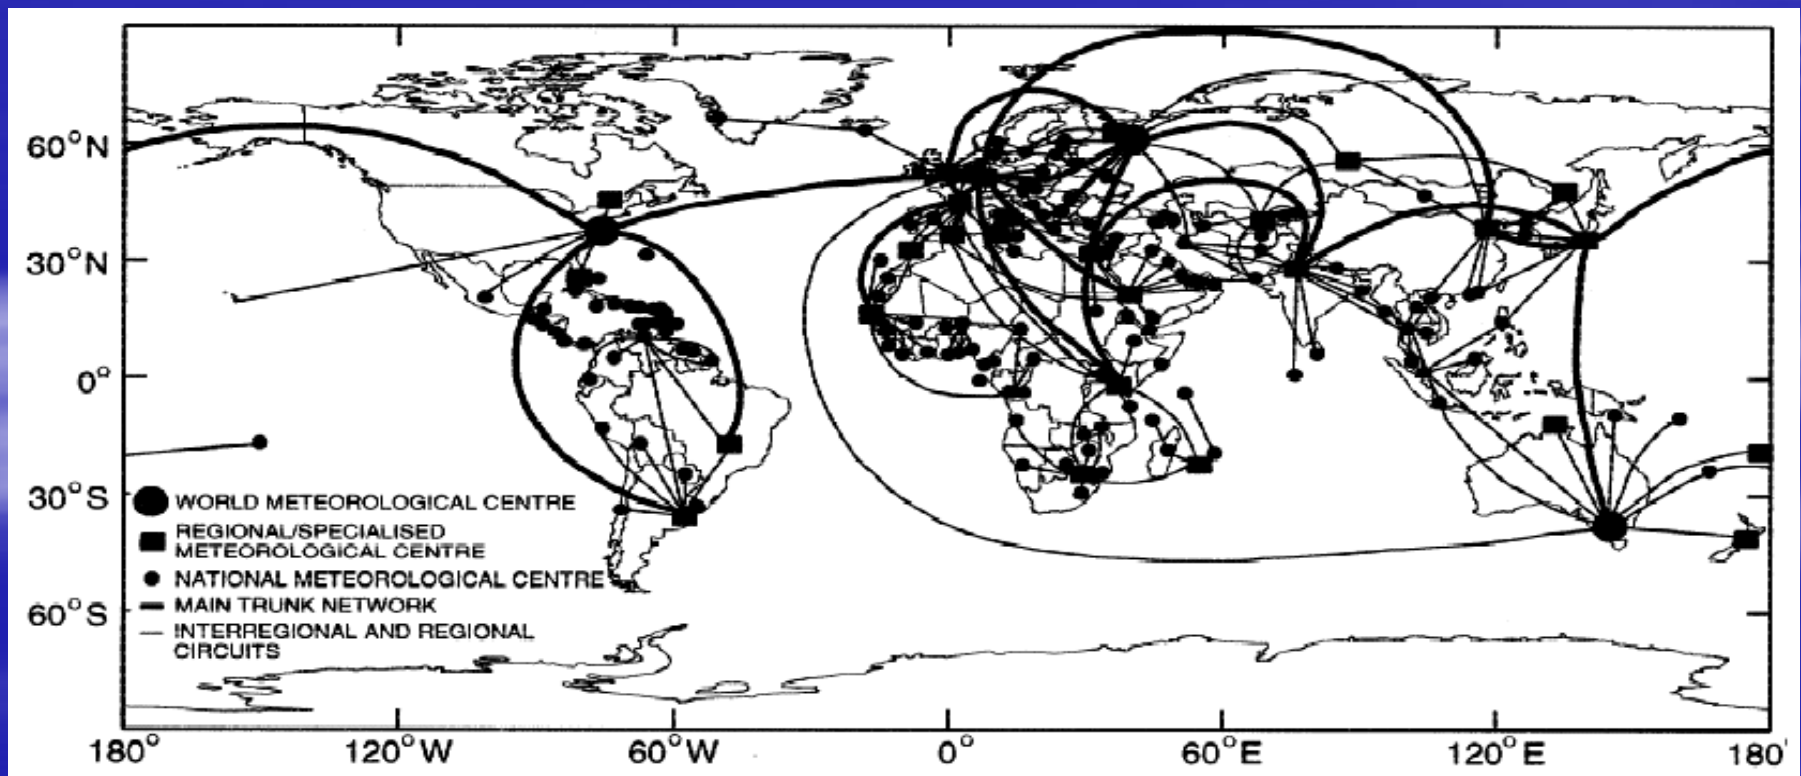 60°N
30°N
0°
30°S
60°S
WORLD METEOROLOGICAL CENTRE
REGIONAL/SPECIALISED
METEOROLOGICAL CENTRE
NATIONAL METEOROLOGICAL CENTRE
MAIN TRUNK NETWORK
INTERREGIONAL AND REGIONAL
CIRCUITS
180° 120°W 60°W 0° 60°E 120°E 180'